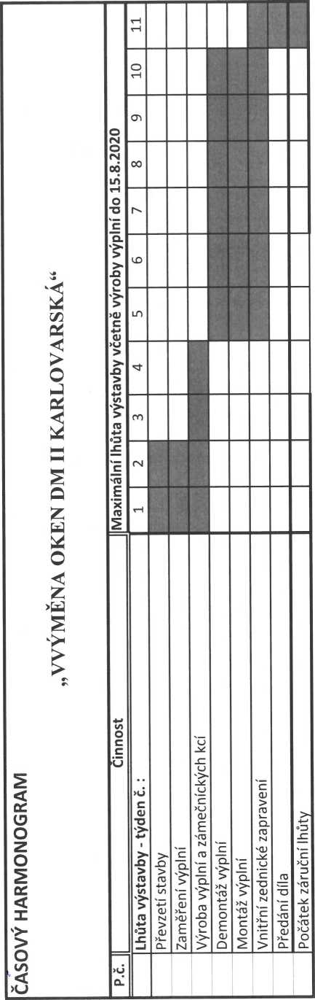 ČASOVÝ HARMONOGRAM
„VVÝMĚNA OKEN DM II KARLOVARSKÁ“
P.č. Činnost Maximální lhůta výstavby včetně výroby výplní do 15.8.2020
Lhůta výstavby - týden č. : 1 2 3 4 5 6 7 8 9 10 11
Převzetí stavby
Zaměření výplní
Výroba výplní a zámečnických kcí
Demontáž výplní
Montáž výplní
Vnitřní zednické zapravení
Předání díla
Počátek záruční lhůty